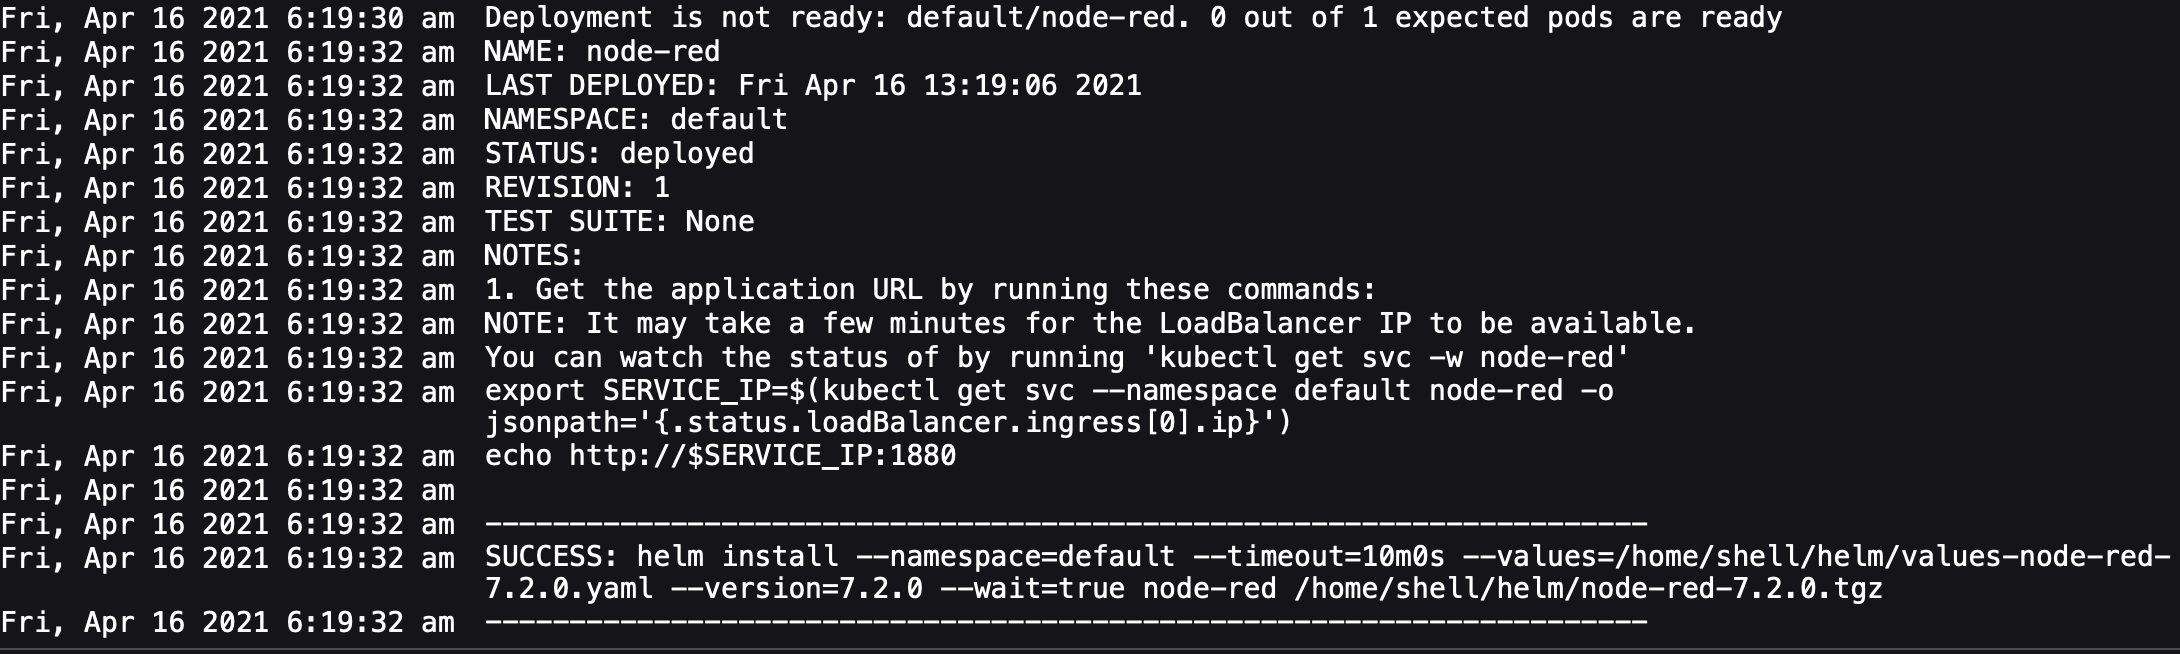 Fri, Apr 16 2021 6:19:30 am Deployment is not ready: default/node-red. 0 out of 1 expected pods are ready
Fri, Apr 16 2021 6:19:32 am NAME: node-red
Fri, Apr 16 2021 6:19:32 am LAST DEPLOYED: Fri Apr 16 13:19:06 2021
Fri, Apr 16 2021 6:19:32 am NAMESPACE: default
Fri, Apr 16 2021 6:19:32 am STATUS: deployed
Fri, Apr 16 2021 6:19:32 am REVISION: 1
Fri, Apr 16 2021 6:19:32 am TEST SUITE: None
Fri, Apr 16 2021 6:19:32 am NOTES:
Fri, Apr 16 2021 6:19:32 am 1. Get the application URL by running these commands:
Fri, Apr 16 2021 6:19:32 am NOTE: It may take a few minutes for the LoadBalancer IP to be available.
Fri, Apr 16 2021 6:19:32 am You can watch the status of by running 'kubectl get svc -w node-red'
Fri, Apr 16 2021 6:19:32 am export SERVICE_IP=$(kubectl get svc --namespace default node-red -o
jsonpath='{.status.loadBalancer.ingress[0].ip}')
Fri, Apr 16 2021 6:19:32 am echo http://$SERVICE_IP:1880
Fri, Apr 16 2021 6:19:32 am
Fri, Apr 16 2021 6:19:32 am ---------------------------------------------------------------------
Fri, Apr 16 2021 6:19:32 am SUCCESS: helm install --namespace=default --timeout=10m0s --values=/home/shell/helm/values-node-red-
7.2.0.yaml --version=7.2.0 --wait=true node-red /home/shell/helm/node-red-7.2.0.tgz
Fri, Apr 16 2021 6:19:32 am ---------------------------------------------------------------------